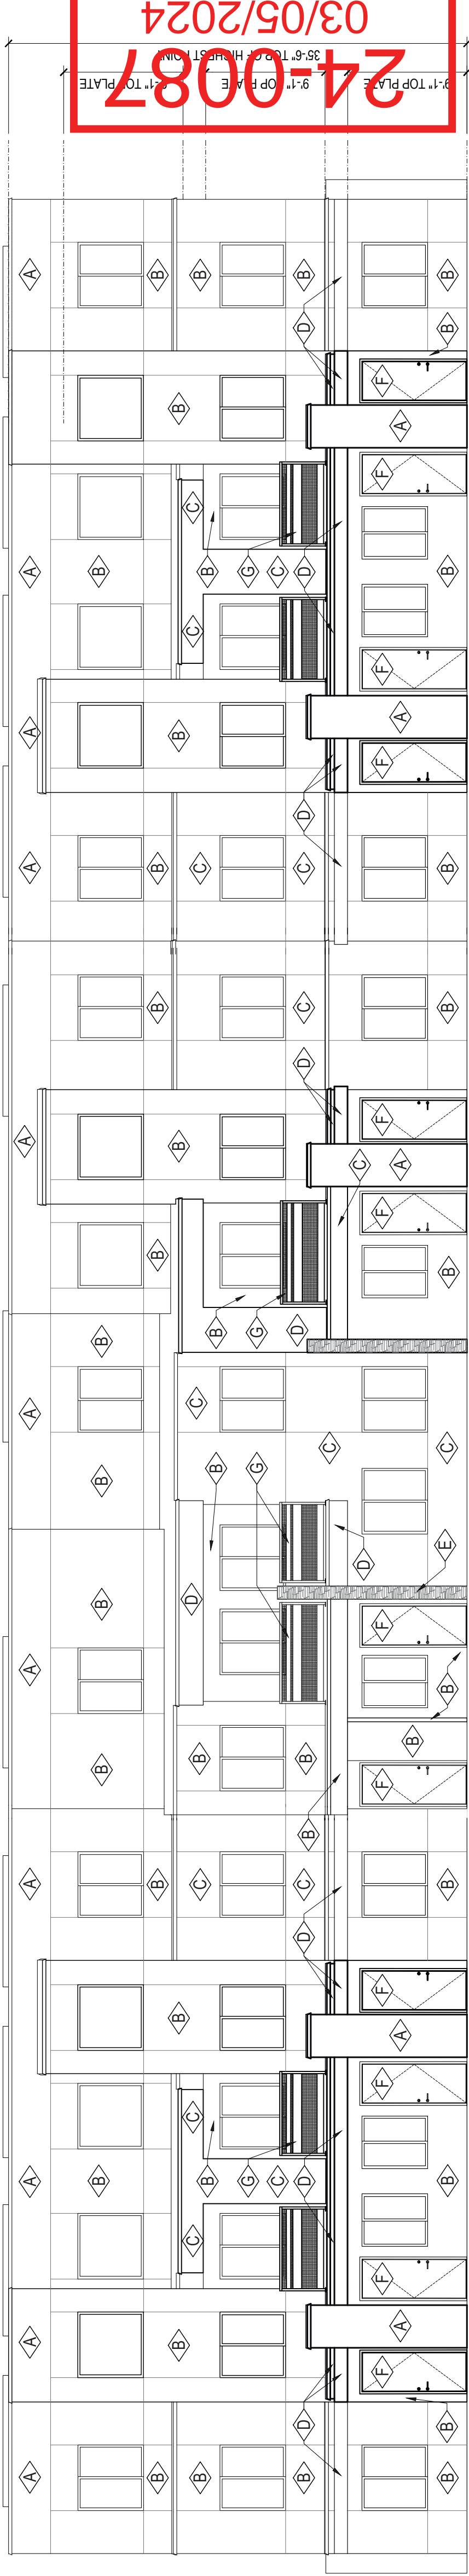 24-0087
03/05/2024
35'-6" TOP OF HIGHEST POINT
9'-1" TOP PLATE
9'-1" TOP PLATE
9'-1" TOP PLATE
A A A A A A A A A A A
B B B B B B
B B B B B B
B C C B D B B C C B
B C B C C B
B B B B
G G G G
C C
B D D D C B B D D C C D D D B
D C C
F F F F F F F F F F F F
A A B A A A
B B B B B E C B B B B B B